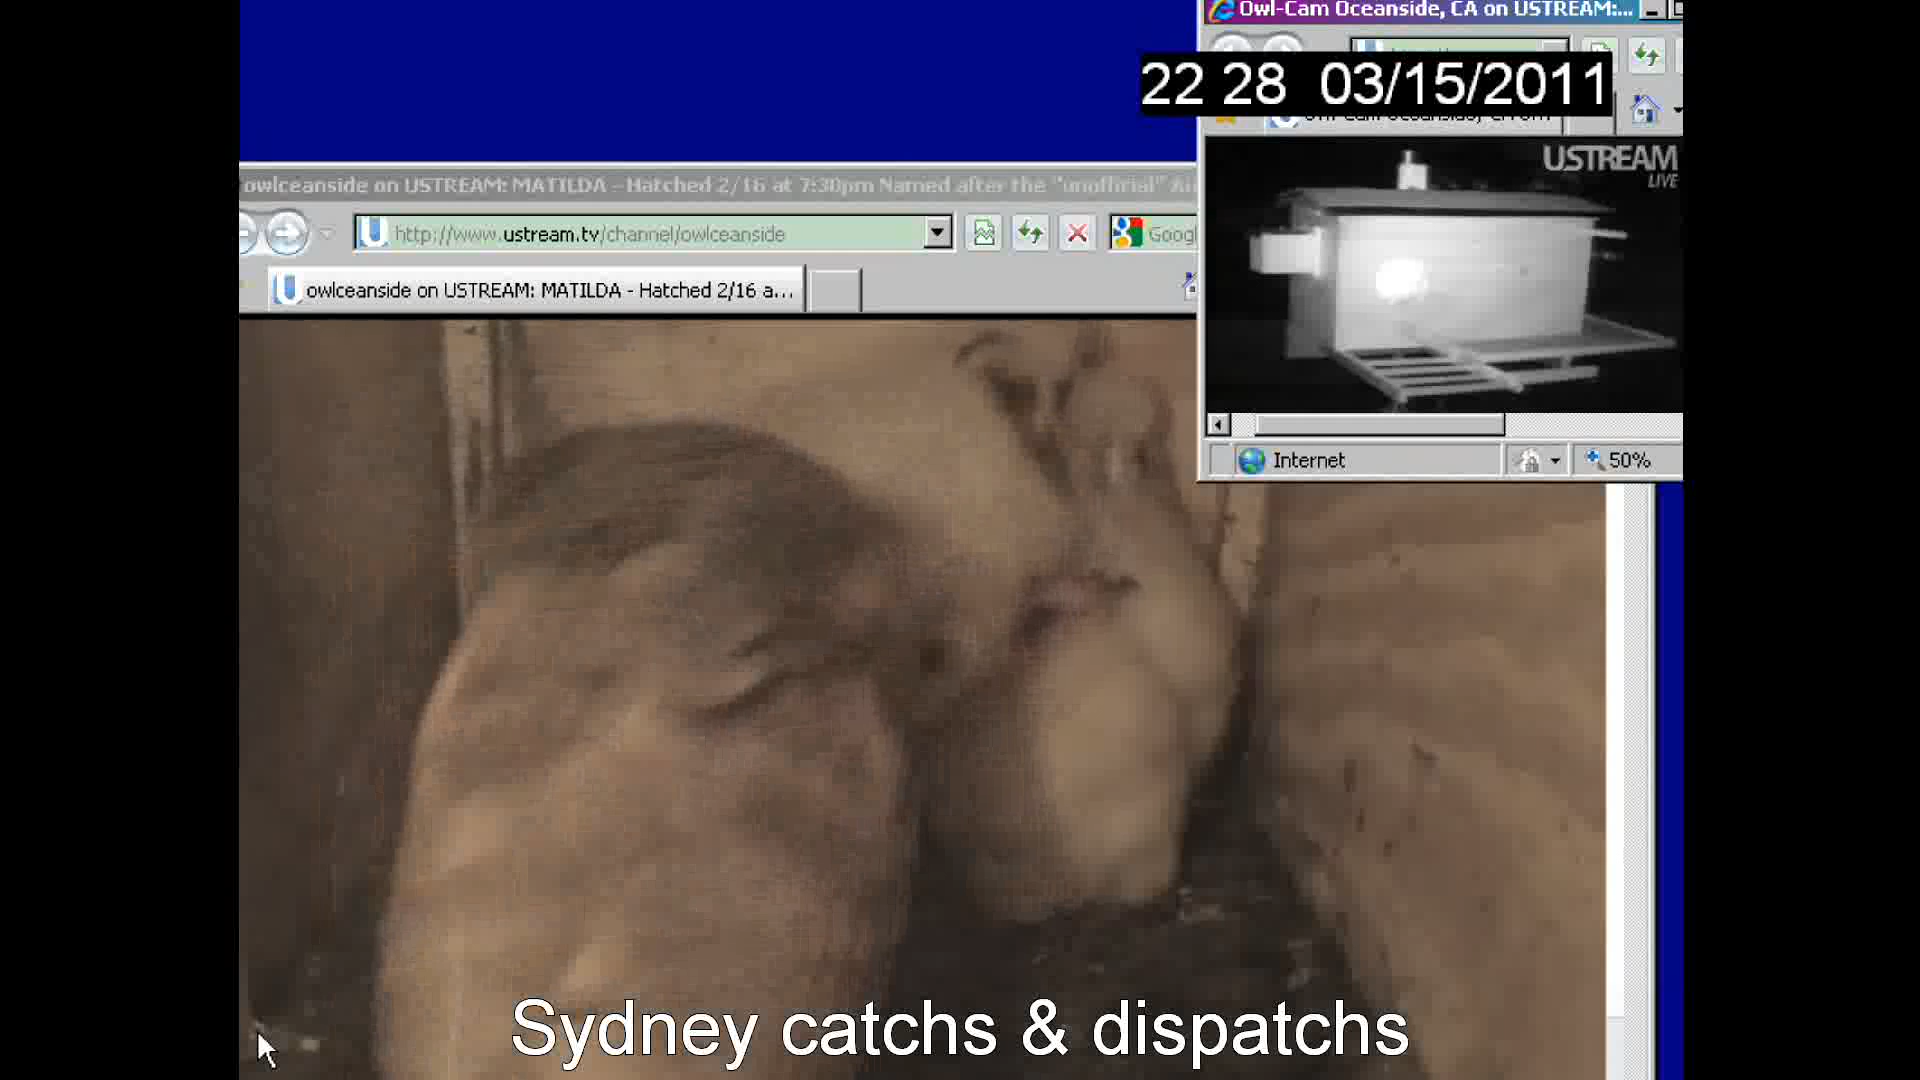 Owl-Cam Oceanside, CA on USTREAM:...
22 28 03/15/2011
USTREAM
LIVE
owlceanside on USTREAM: MATILDA - Hatched 2/16 at 7:30pm Named after the "unofficial" Au
http://www.ustream.tv/channel/owlceanside
Googl
owlceanside on USTREAM: MATILDA - Hatched 2/16 a...
Internet
50%
Sydney catchs & dispatchs